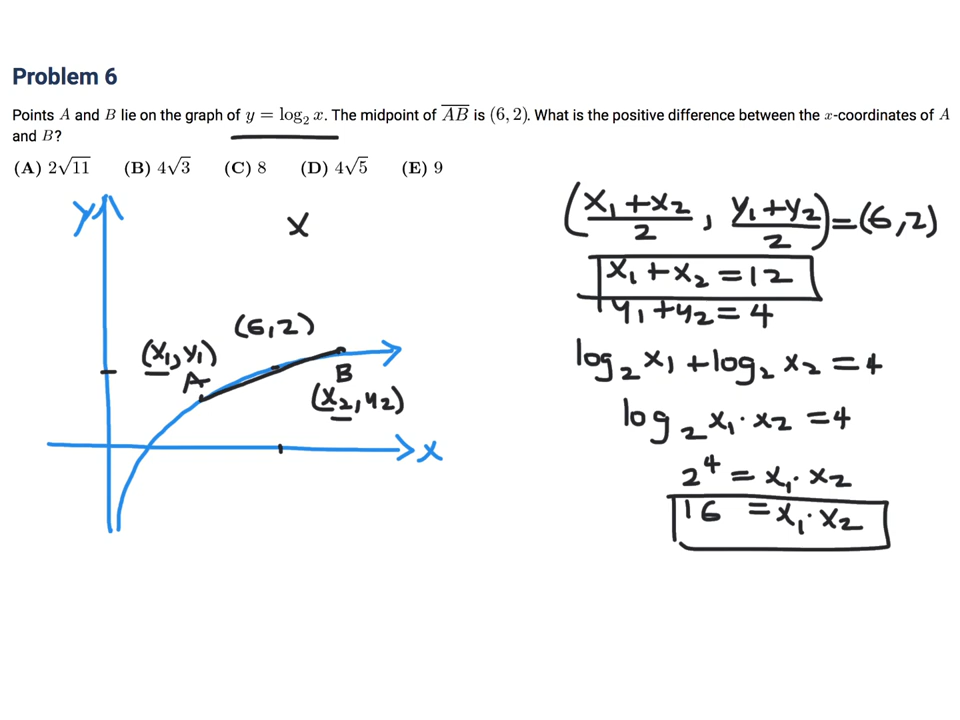 Problem 6
Points A and B lie on the graph of y = log₂ x. The midpoint of A̅B̅ is (6, 2). What is the positive difference between the x-coordinates of A
and B?
(A) 2√11 (B) 4√3 (C) 8 (D) 4√5 (E) 9
y
x
(6,2)
(x₁,y₁)
A
B
(x₂,y₂)
x
((x₁+x₂)/2 , (y₁+y₂)/2)=(6,2)
x₁+x₂=12
y₁+y₂=4
log₂x₁+log₂x₂=4
log₂x₁·x₂=4
2⁴=x₁·x₂
16=x₁·x₂